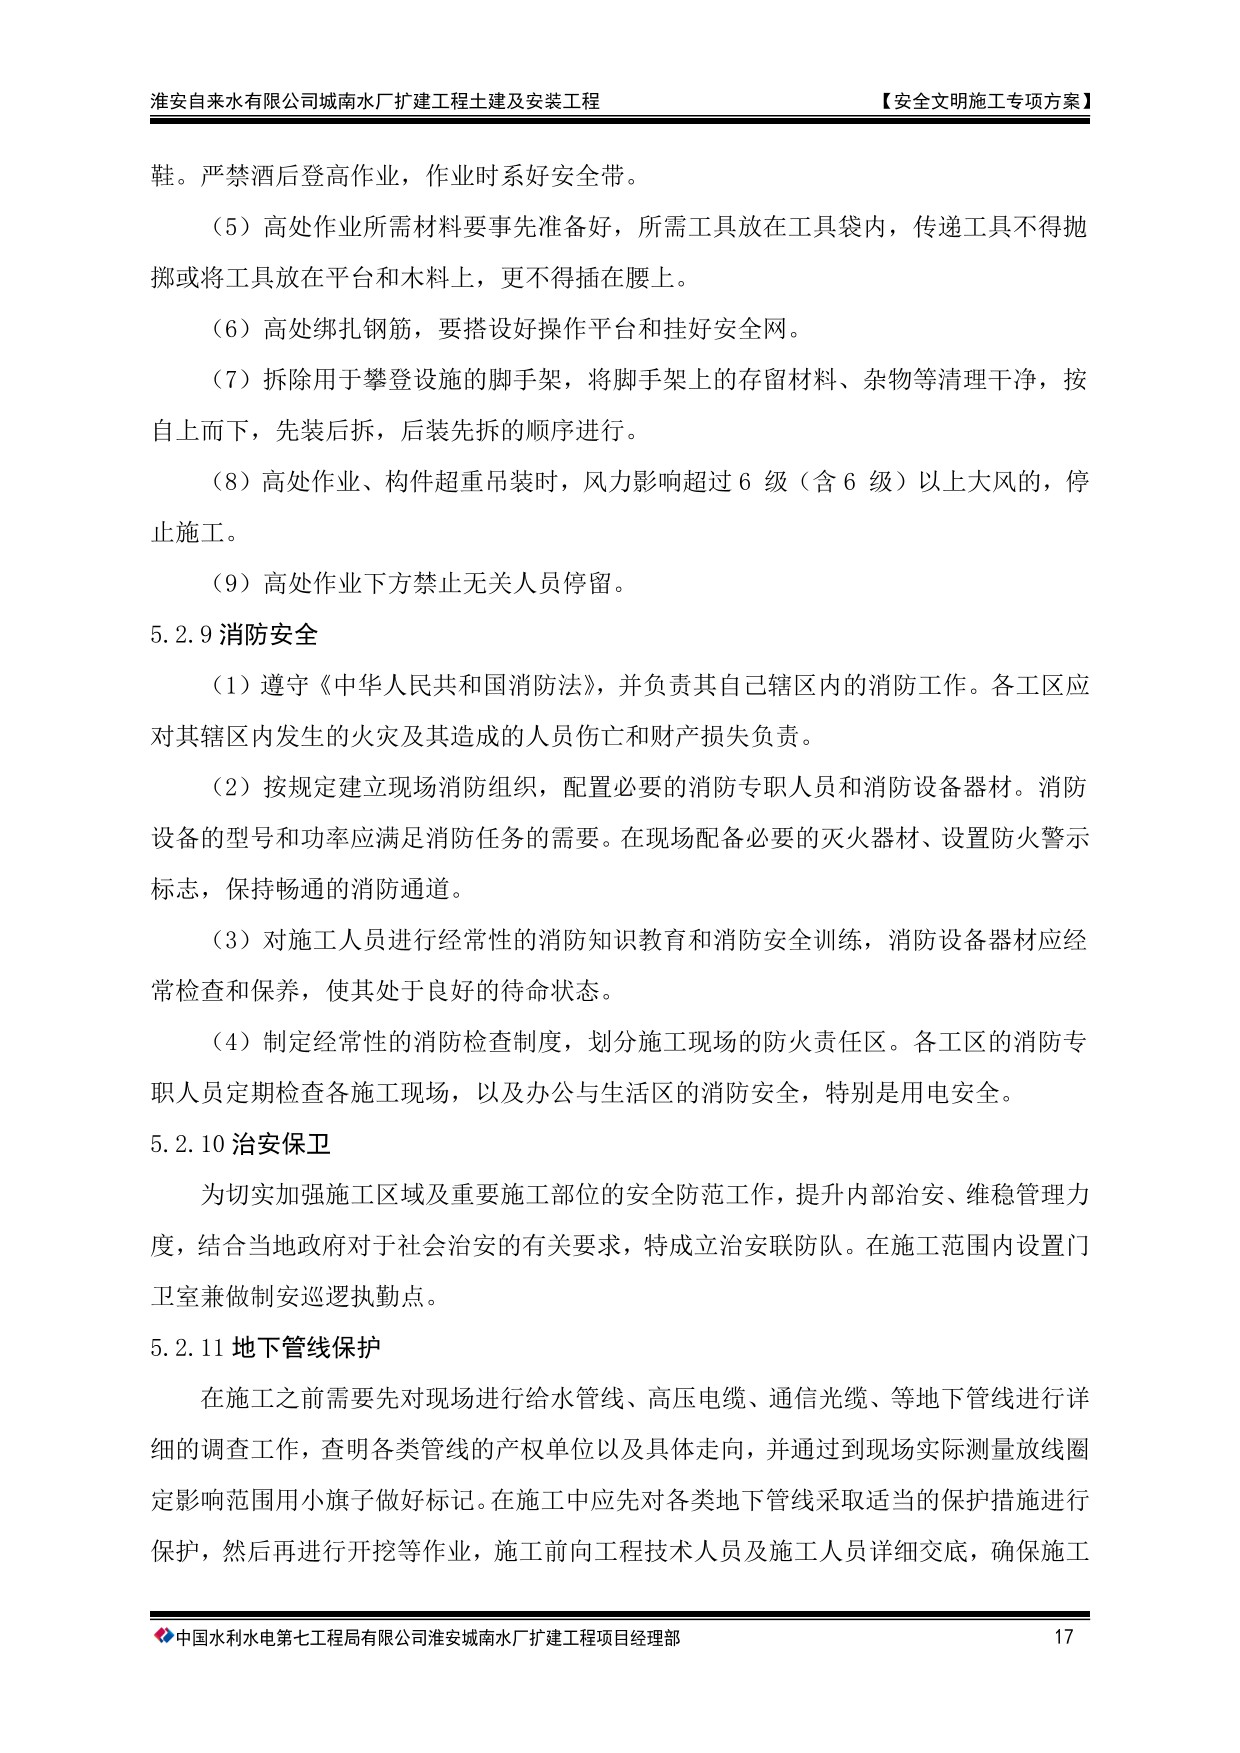 淮安自来水有限公司城南水厂扩建工程土建及安装工程 【安全文明施工专项方案】
鞋。严禁酒后登高作业，作业时系好安全带。
（5）高处作业所需材料要事先准备好，所需工具放在工具袋内，传递工具不得抛
掷或将工具放在平台和木料上，更不得插在腰上。
（6）高处绑扎钢筋，要搭设好操作平台和挂好安全网。
（7）拆除用于攀登设施的脚手架，将脚手架上的存留材料、杂物等清理干净，按
自上而下，先装后拆，后装先拆的顺序进行。
（8）高处作业、构件超重吊装时，风力影响超过 6 级（含 6 级）以上大风的，停
止施工。
（9）高处作业下方禁止无关人员停留。
5.2.9 消防安全
（1）遵守《中华人民共和国消防法》，并负责其自己辖区内的消防工作。各工区应
对其辖区内发生的火灾及其造成的人员伤亡和财产损失负责。
（2）按规定建立现场消防组织，配置必要的消防专职人员和消防设备器材。消防
设备的型号和功率应满足消防任务的需要。在现场配备必要的灭火器材、设置防火警示
标志，保持畅通的消防通道。
（3）对施工人员进行经常性的消防知识教育和消防安全训练，消防设备器材应经
常检查和保养，使其处于良好的待命状态。
（4）制定经常性的消防检查制度，划分施工现场的防火责任区。各工区的消防专
职人员定期检查各施工现场，以及办公与生活区的消防安全，特别是用电安全。
5.2.10 治安保卫
为切实加强施工区域及重要施工部位的安全防范工作，提升内部治安、维稳管理力
度，结合当地政府对于社会治安的有关要求，特成立治安联防队。在施工范围内设置门
卫室兼做制安巡逻执勤点。
5.2.11 地下管线保护
在施工之前需要先对现场进行给水管线、高压电缆、通信光缆、等地下管线进行详
细的调查工作，查明各类管线的产权单位以及具体走向，并通过到现场实际测量放线圈
定影响范围用小旗子做好标记。在施工中应先对各类地下管线采取适当的保护措施进行
保护，然后再进行开挖等作业，施工前向工程技术人员及施工人员详细交底，确保施工
中国水利水电第七工程局有限公司淮安城南水厂扩建工程项目经理部 17